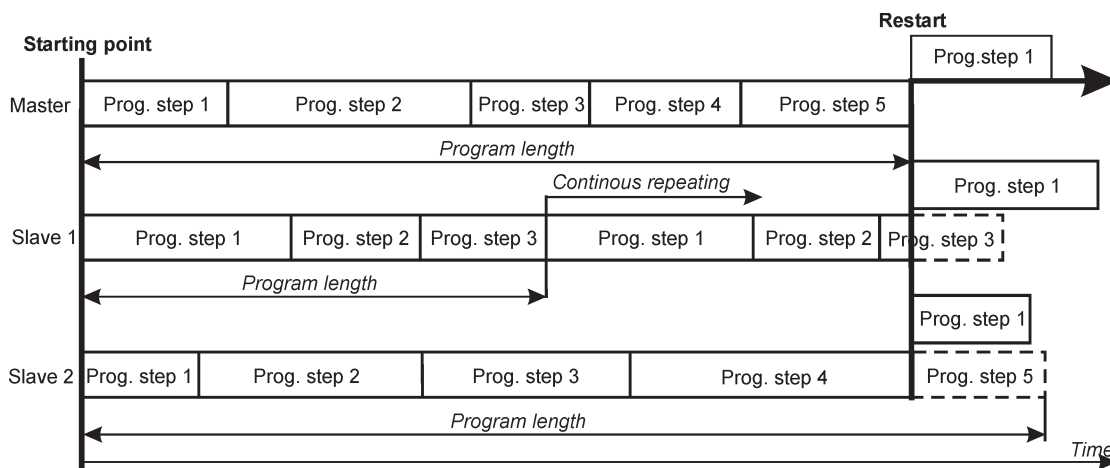 Restart
Starting point
Prog.step 1
Master Prog. step 1 Prog. step 2 Prog. step 3 Prog. step 4 Prog. step 5
Program length
Continous repeating
Prog. step 1
Slave 1 Prog. step 1 Prog. step 2 Prog. step 3 Prog. step 1 Prog. step 2 Prog. step 3
Program length
Prog. step 1
Slave 2 Prog. step 1 Prog. step 2 Prog. step 3 Prog. step 4 Prog. step 5
Program length
Time